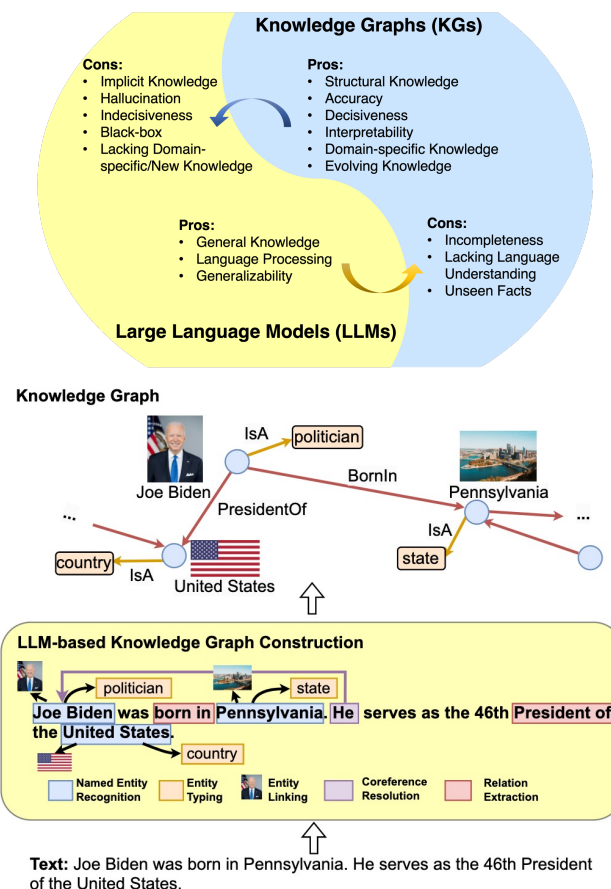 Knowledge Graphs (KGs)
Cons:
• Implicit Knowledge
• Hallucination
• Indecisiveness
• Black-box
• Lacking Domain-
specific/New Knowledge
Pros:
• Structural Knowledge
• Accuracy
• Decisiveness
• Interpretability
• Domain-specific Knowledge
• Evolving Knowledge
Pros:
• General Knowledge
• Language Processing
• Generalizability
Cons:
• Incompleteness
• Lacking Language
Understanding
• Unseen Facts
Large Language Models (LLMs)
Knowledge Graph
IsA
politician
Joe Biden
BornIn
Pennsylvania
PresidentOf
...
...
IsA
country
IsA
state
United States
LLM-based Knowledge Graph Construction
politician
state
Joe Biden was born in Pennsylvania. He serves as the 46th President of
the United States.
country
Named Entity
Recognition
Entity
Typing
Entity
Linking
Coreference
Resolution
Relation
Extraction
Text: Joe Biden was born in Pennsylvania. He serves as the 46th President
of the United States.